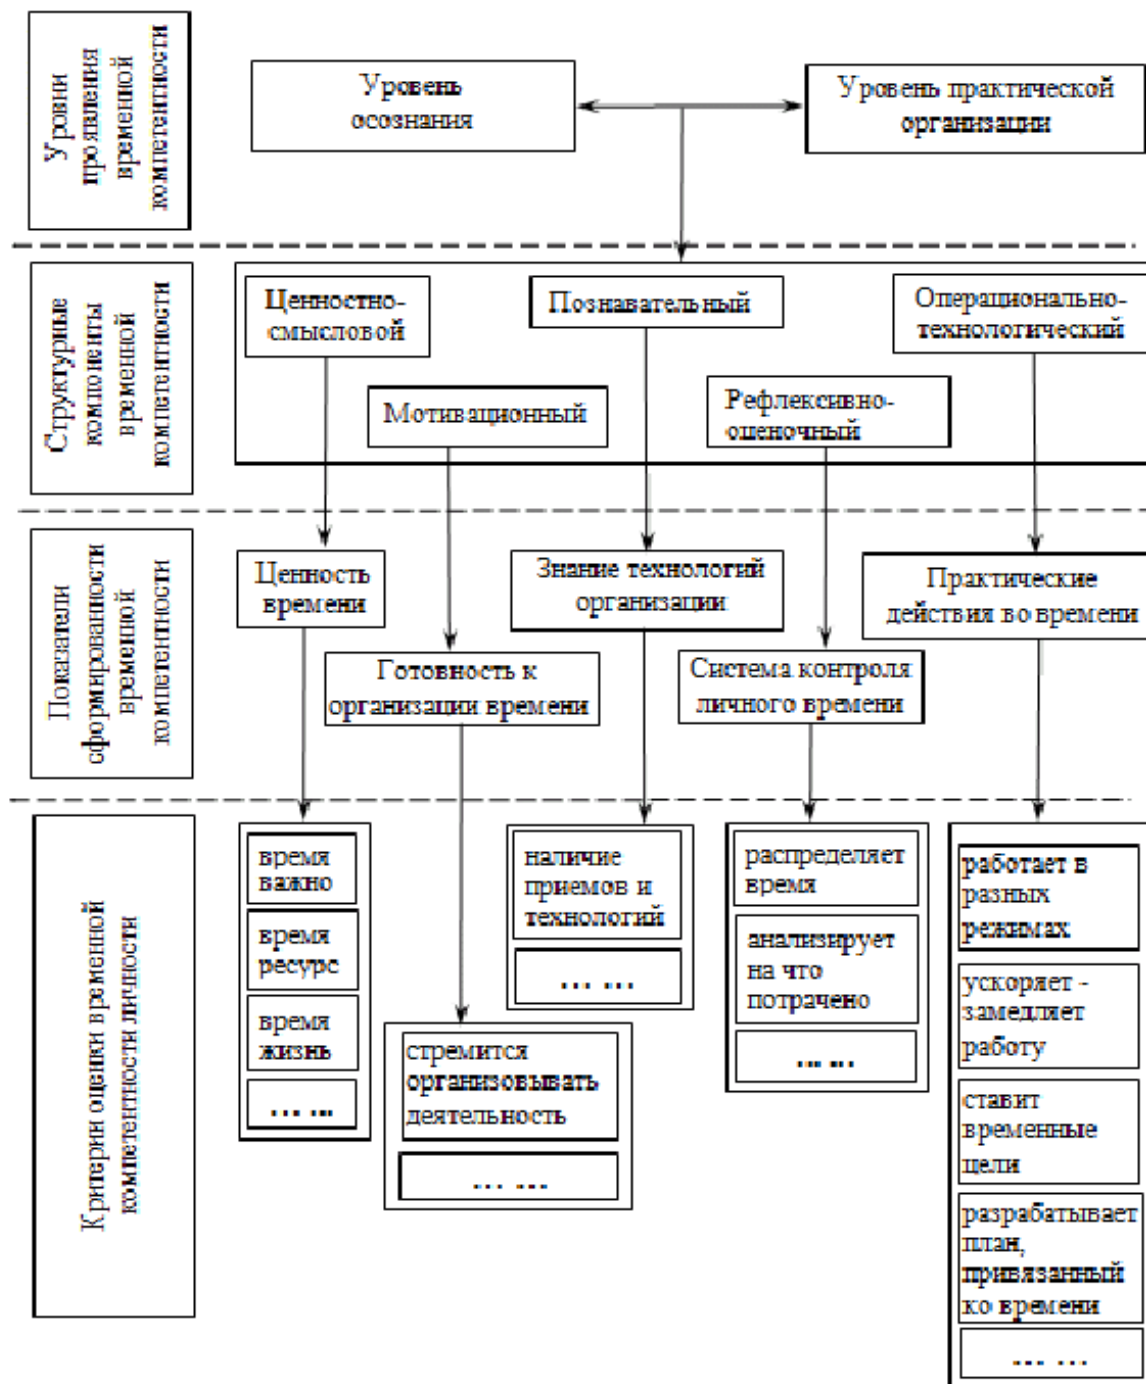 Уровни
проявления
временной
компетентности
Уровень
осознания
Уровень практической
организации
Структурные
компоненты
временной
компетентности
Ценностно-
смысловой
Познавательный
Операционально-
технологический
Мотивационный
Рефлексивно-
оценочный
Показатели
сформированности
временной
компетентности
Ценность
времени
Знание технологий
организации
Практические
действия во времени
Готовность к
организации времени
Система контроля
личного времени
Критерии оценки временной
компетентности личности
время
важно
время
ресурс
время
жизнь
... ...
стремится
организовывать
деятельность
... ...
наличие
приемов и
технологий
... ...
распределяет
время
анализирует
на что
потрачено
... ...
работает в
разных
режимах
ускоряет -
замедляет
работу
ставит
временные
цели
разрабатывает
план,
привязанный
ко времени
... ...